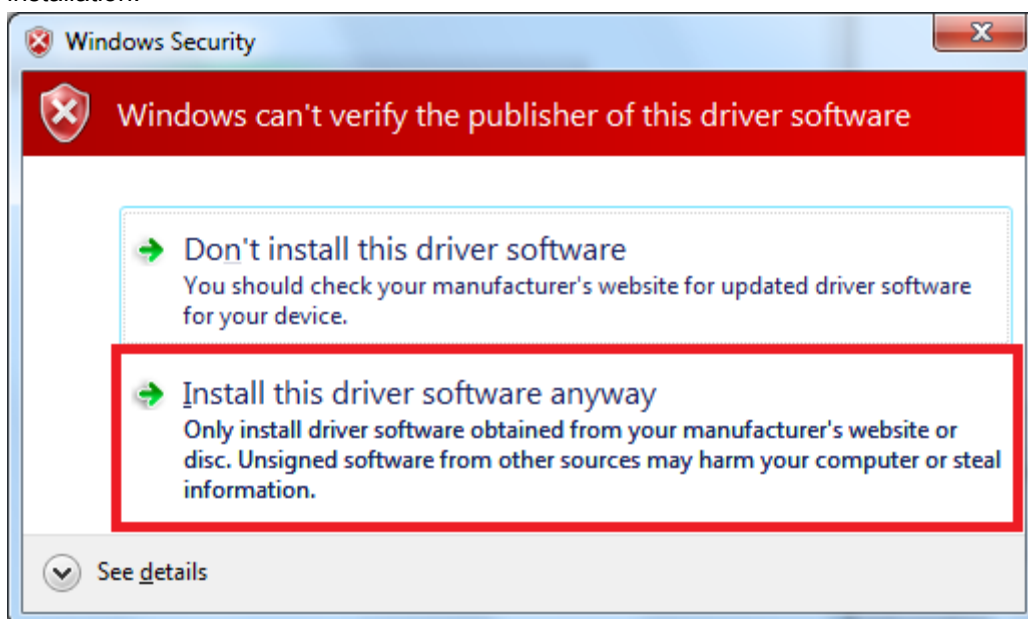 installation.
Windows Security
Windows can't verify the publisher of this driver software
Don't install this driver software
You should check your manufacturer's website for updated driver software
for your device.
Install this driver software anyway
Only install driver software obtained from your manufacturer's website or
disc. Unsigned software from other sources may harm your computer or steal
information.
See details